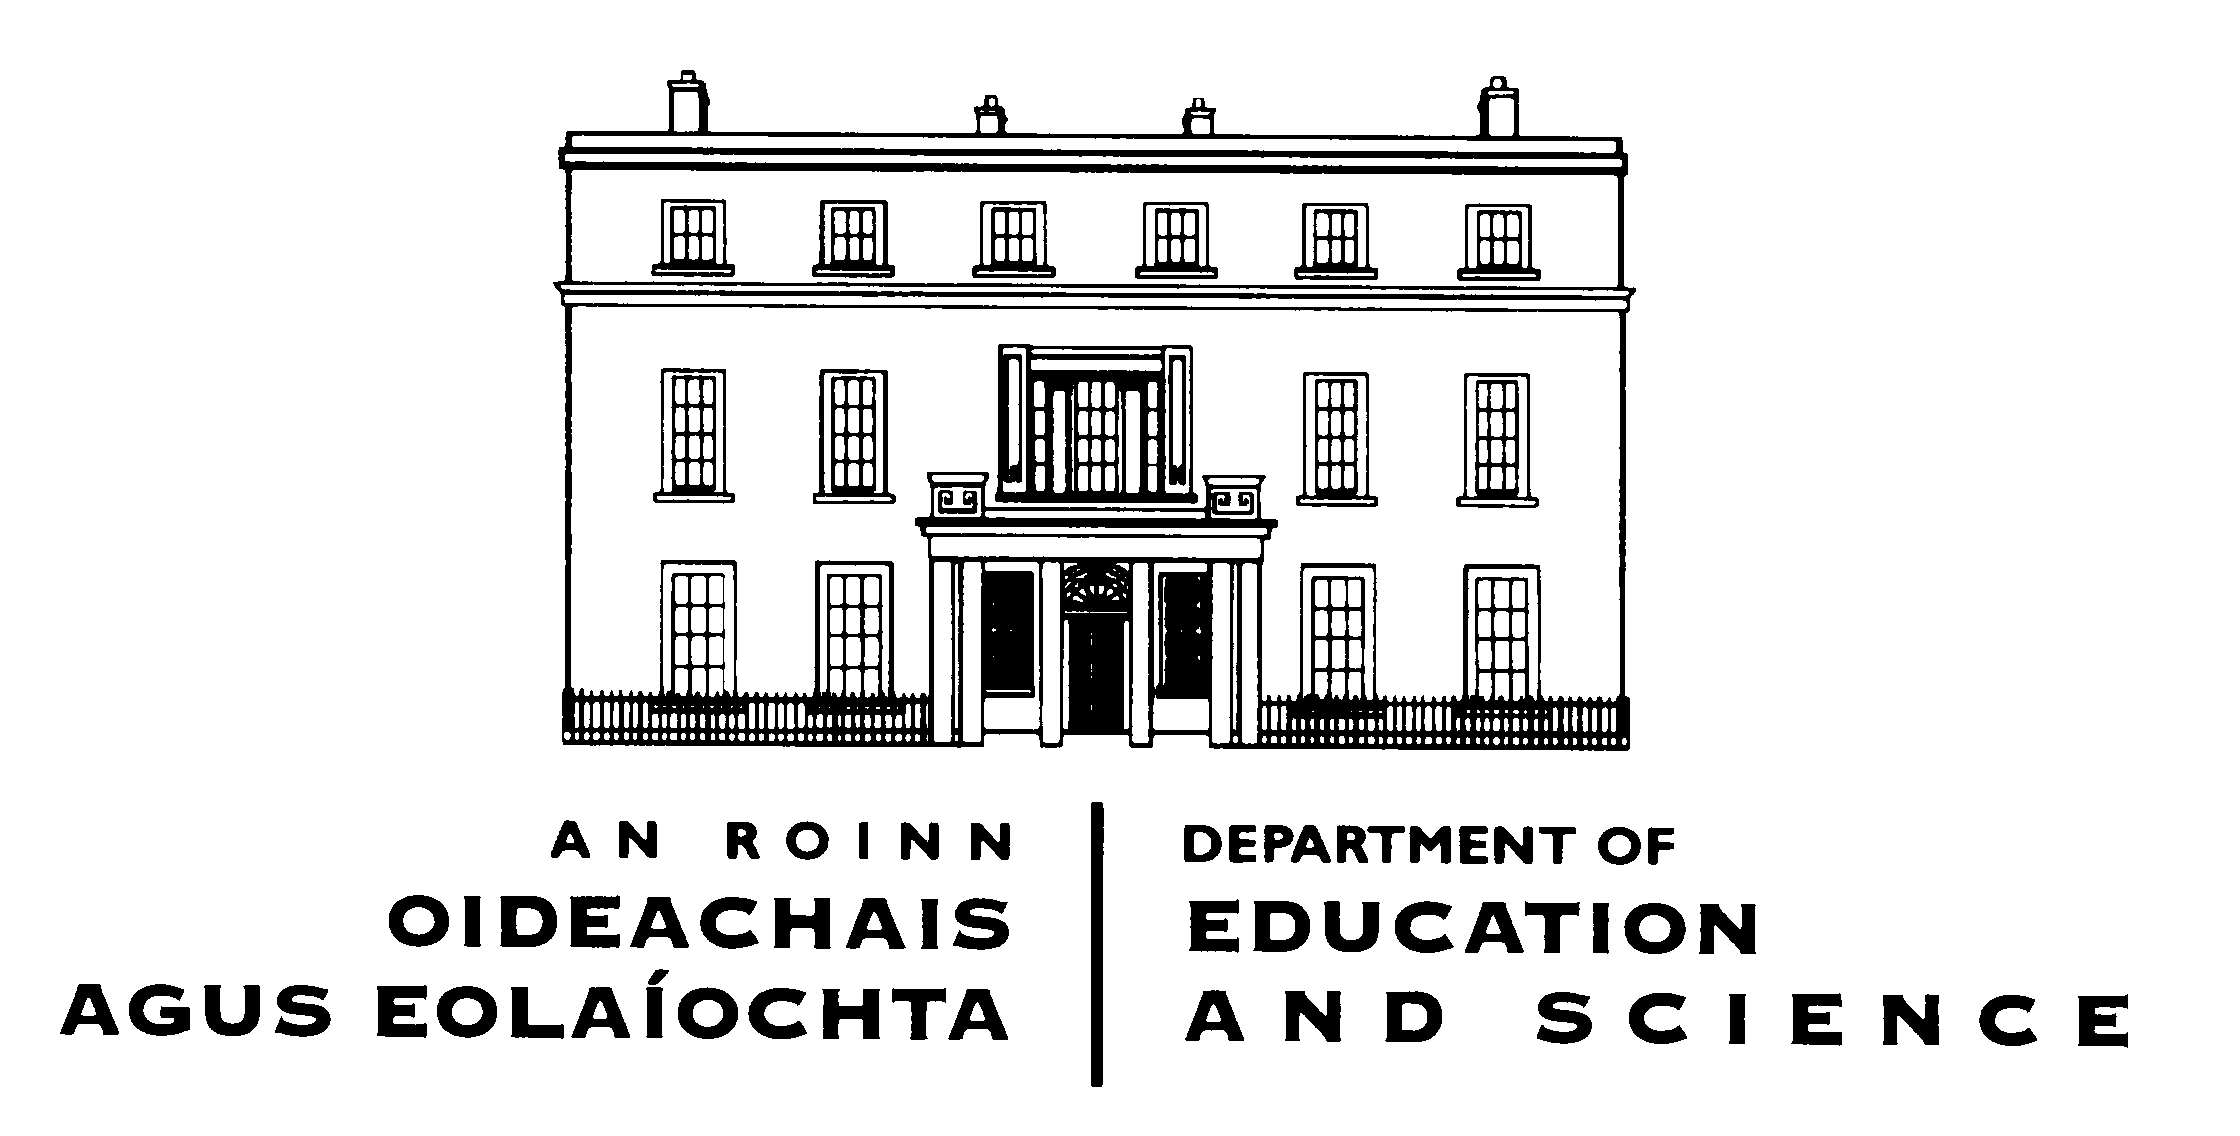 AN ROINN
OIDEACHAIS
AGUS EOLAÍOCHTA
DEPARTMENT OF
EDUCATION
AND SCIENCE